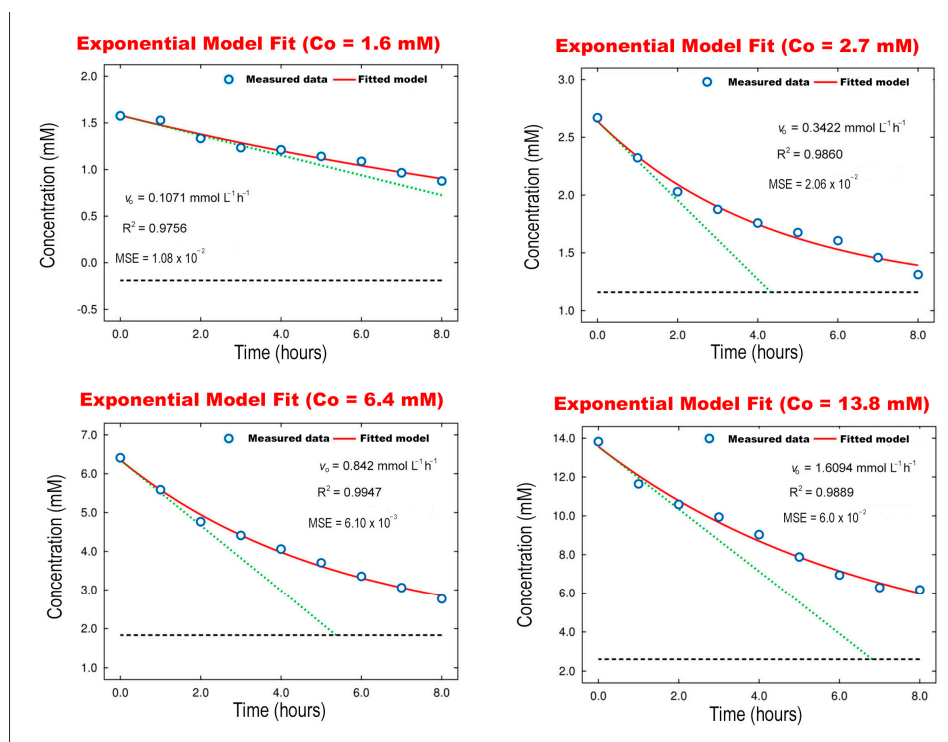 Exponential Model Fit (Co = 1.6 mM)
2.0
1.5
1.0
0.5
0.0
-0.5
Concentration (mM)
Measured data
Fitted model
vₒ = 0.1071 mmol L⁻¹h⁻¹
R² = 0.9756
MSE = 1.08 x 10⁻²
0.0 2.0 4.0 6.0 8.0
Time (hours)
Exponential Model Fit (Co = 2.7 mM)
3.0
2.5
2.0
1.5
1.0
Concentration (mM)
Measured data
Fitted model
vₒ = 0.3422 mmol L⁻¹h⁻¹
R² = 0.9860
MSE = 2.06 x 10⁻²
0.0 2.0 4.0 6.0 8.0
Time (hours)
Exponential Model Fit (Co = 6.4 mM)
7.0
6.0
5.0
4.0
3.0
2.0
1.0
Concentration (mM)
Measured data
Fitted model
vₒ = 0.842 mmol L⁻¹h⁻¹
R² = 0.9947
MSE = 6.10 x 10⁻³
0.0 2.0 4.0 6.0 8.0
Time (hours)
Exponential Model Fit (Co = 13.8 mM)
14.0
12.0
10.0
8.0
6.0
4.0
2.0
Concentration (mM)
Measured data
Fitted model
vₒ = 1.6094 mmol L⁻¹h⁻¹
R² = 0.9889
MSE = 6.0 x 10⁻²
0.0 2.0 4.0 6.0 8.0
Time (hours)